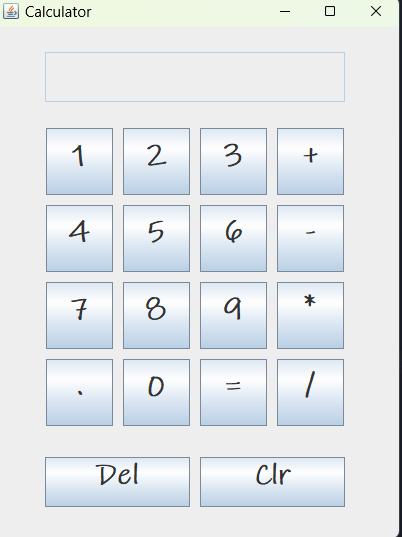 Calculator
1 2 3 +
4 5 6 -
7 8 9 *
. 0 = /
Del Clr